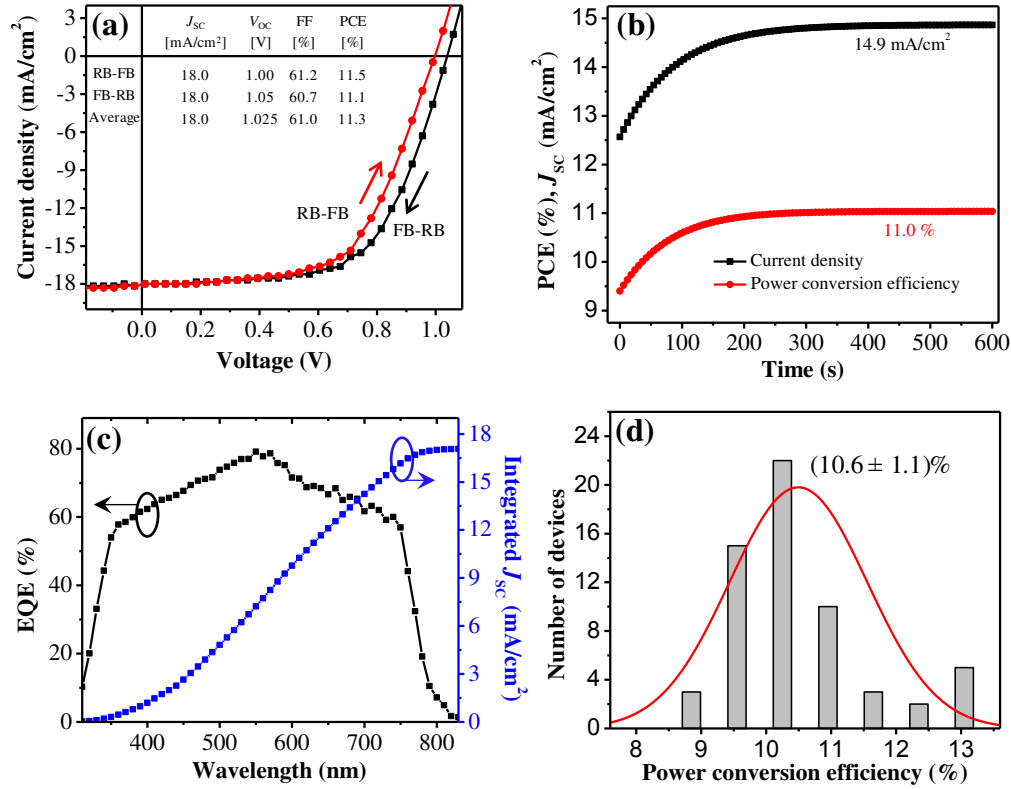 (a)
J_SC V_OC FF PCE
[mA/cm²] [V] [%] [%]
RB-FB 18.0 1.00 61.2 11.5
FB-RB 18.0 1.05 60.7 11.1
Average 18.0 1.025 61.0 11.3
RB-FB
FB-RB
3
0
-3
-6
-9
-12
-15
-18
Current density (mA/cm²)
0.0 0.2 0.4 0.6 0.8 1.0
Voltage (V)
(b)
14.9 mA/cm²
11.0 %
Current density
Power conversion efficiency
15
14
13
12
11
10
9
PCE (%), J_SC (mA/cm²)
0 100 200 300 400 500 600
Time (s)
(c)
80
60
40
20
0
EQE (%)
18
15
12
9
6
3
0
Integrated J_SC (mA/cm²)
400 500 600 700 800
Wavelength (nm)
(d)
(10.6 ± 1.1)%
24
20
16
12
8
4
0
Number of devices
8 9 10 11 12 13
Power conversion efficiency (%)